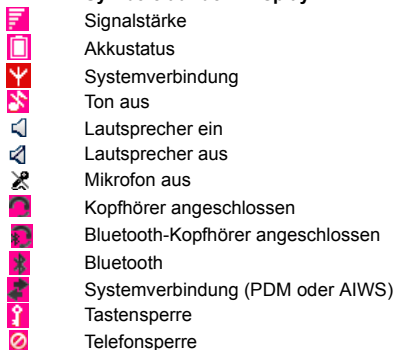 Signalstärke
Akkustatus
Systemverbindung
Ton aus
Lautsprecher ein
Lautsprecher aus
Mikrofon aus
Kopfhörer angeschlossen
Bluetooth-Kopfhörer angeschlossen
Bluetooth
Systemverbindung (PDM oder AIWS)
Tastensperre
Telefonsperre